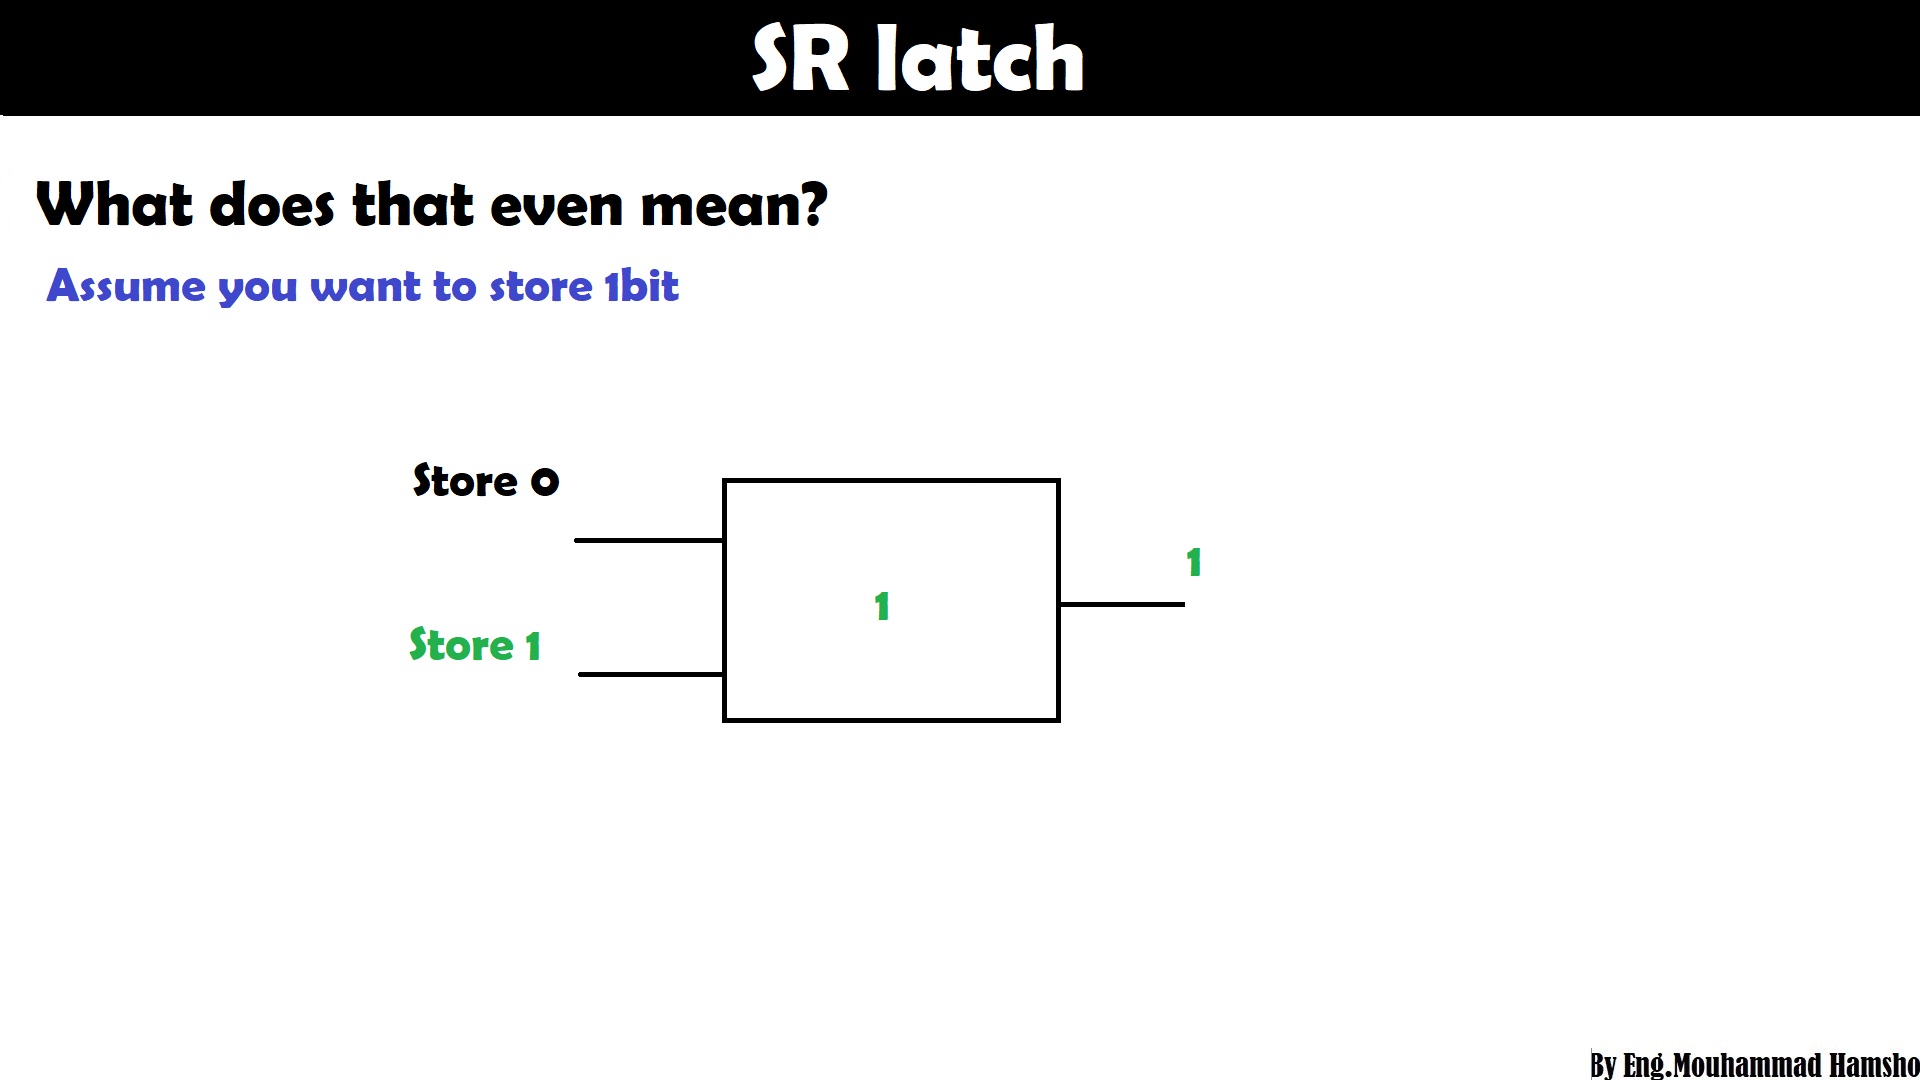 SR latch
What does that even mean?
Assume you want to store 1bit
Store 0
1
1
Store 1
By Eng.Mouhammad Hamsho